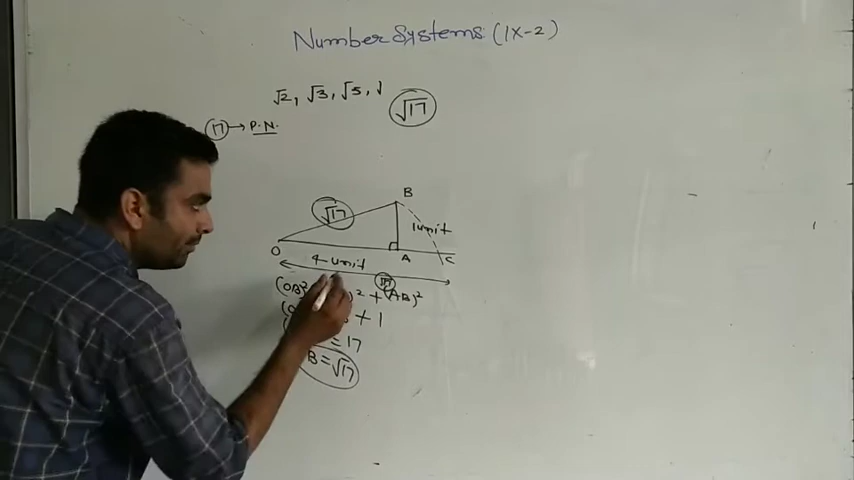 Number Systems (IX-2)
√2, √3, √5, √
√17
17 → P.N.
B
√17
1 unit
O
A
C
4 unit
√17
(OB)² ² + (AB)²
+ 1
= 17
B = √17